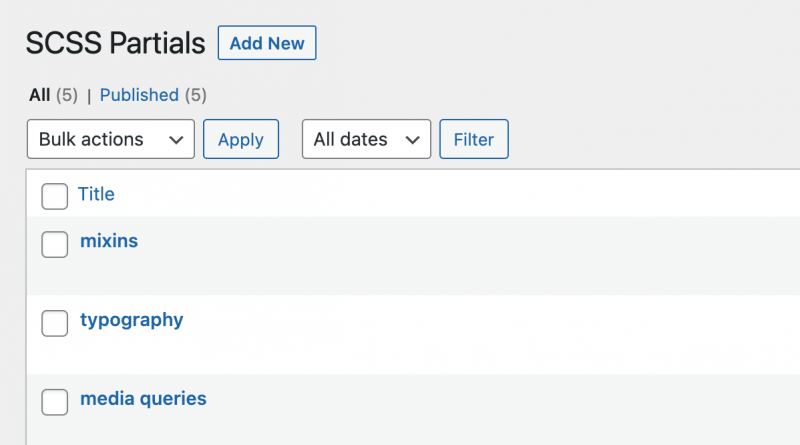 SCSS Partials Add New
All (5) | Published (5)
Bulk actions Apply All dates Filter
Title
mixins
typography
media queries